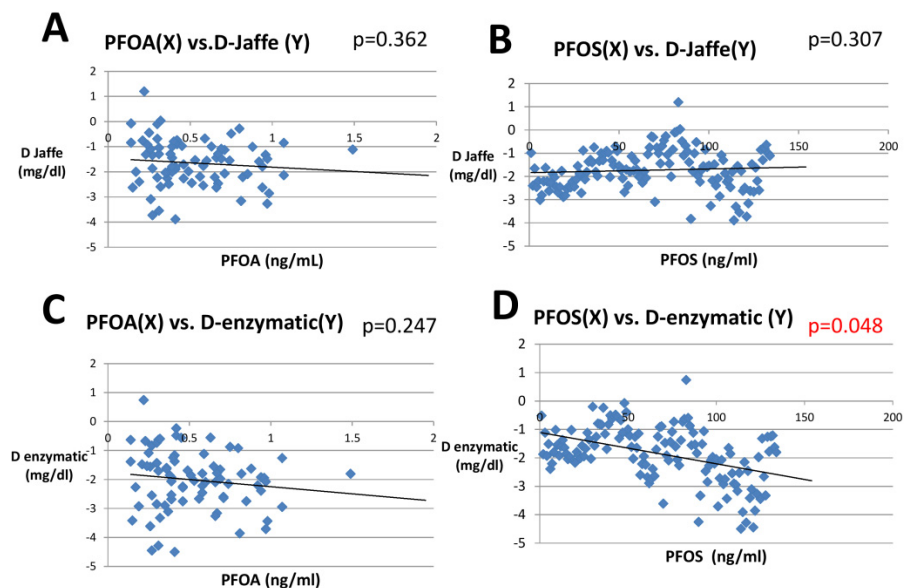 A
PFOA(X) vs.D-Jaffe (Y)
p=0.362
2
1
0
-1
-2
-3
-4
-5
0
0.5
1
1.5
2
D Jaffe
(mg/dl)
PFOA (ng/mL)
B
PFOS(X) vs. D-Jaffe(Y)
p=0.307
2
1
0
-1
-2
-3
-4
-5
0
50
100
150
200
D Jaffe
(mg/dl)
PFOS (ng/ml)
C
PFOA(X) vs. D-enzymatic(Y)
p=0.247
2
1
0
-1
-2
-3
-4
-5
0
0.5
1
1.5
2
D enzymatic
(mg/dl)
PFOA (ng/ml)
D
PFOS(X) vs. D-enzymatic (Y)
p=0.048
2
1
0
-1
-2
-3
-4
-5
0
50
100
150
200
D enzymatic
(mg/dl)
PFOS (ng/ml)